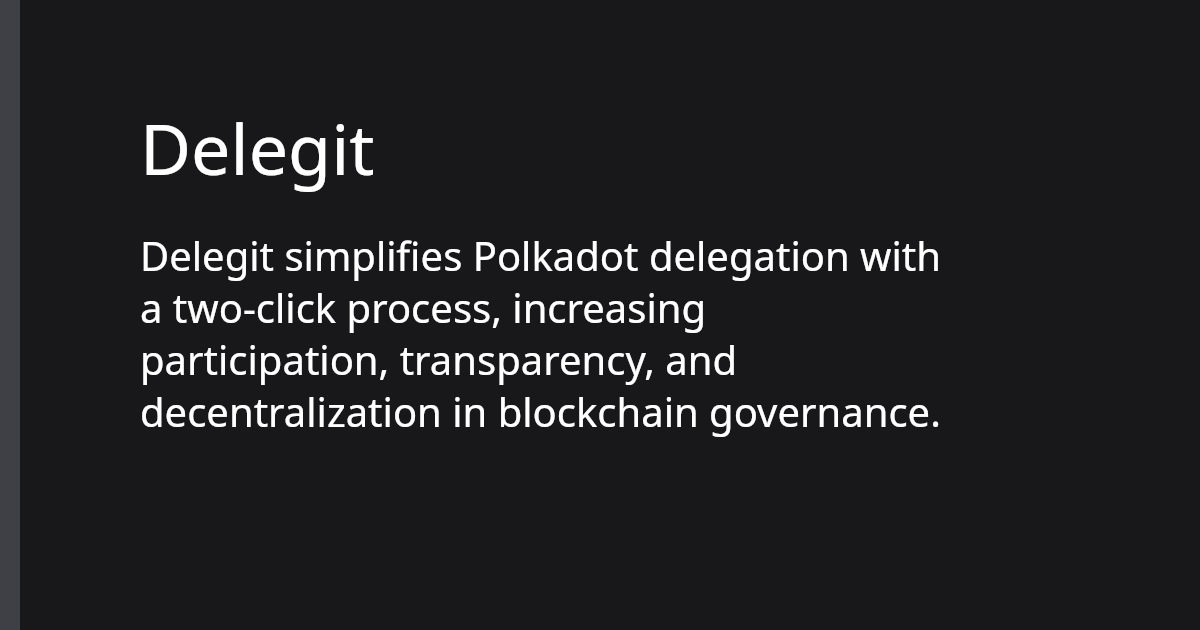 Delegit
Delegit simplifies Polkadot delegation with
a two-click process, increasing
participation, transparency, and
decentralization in blockchain governance.